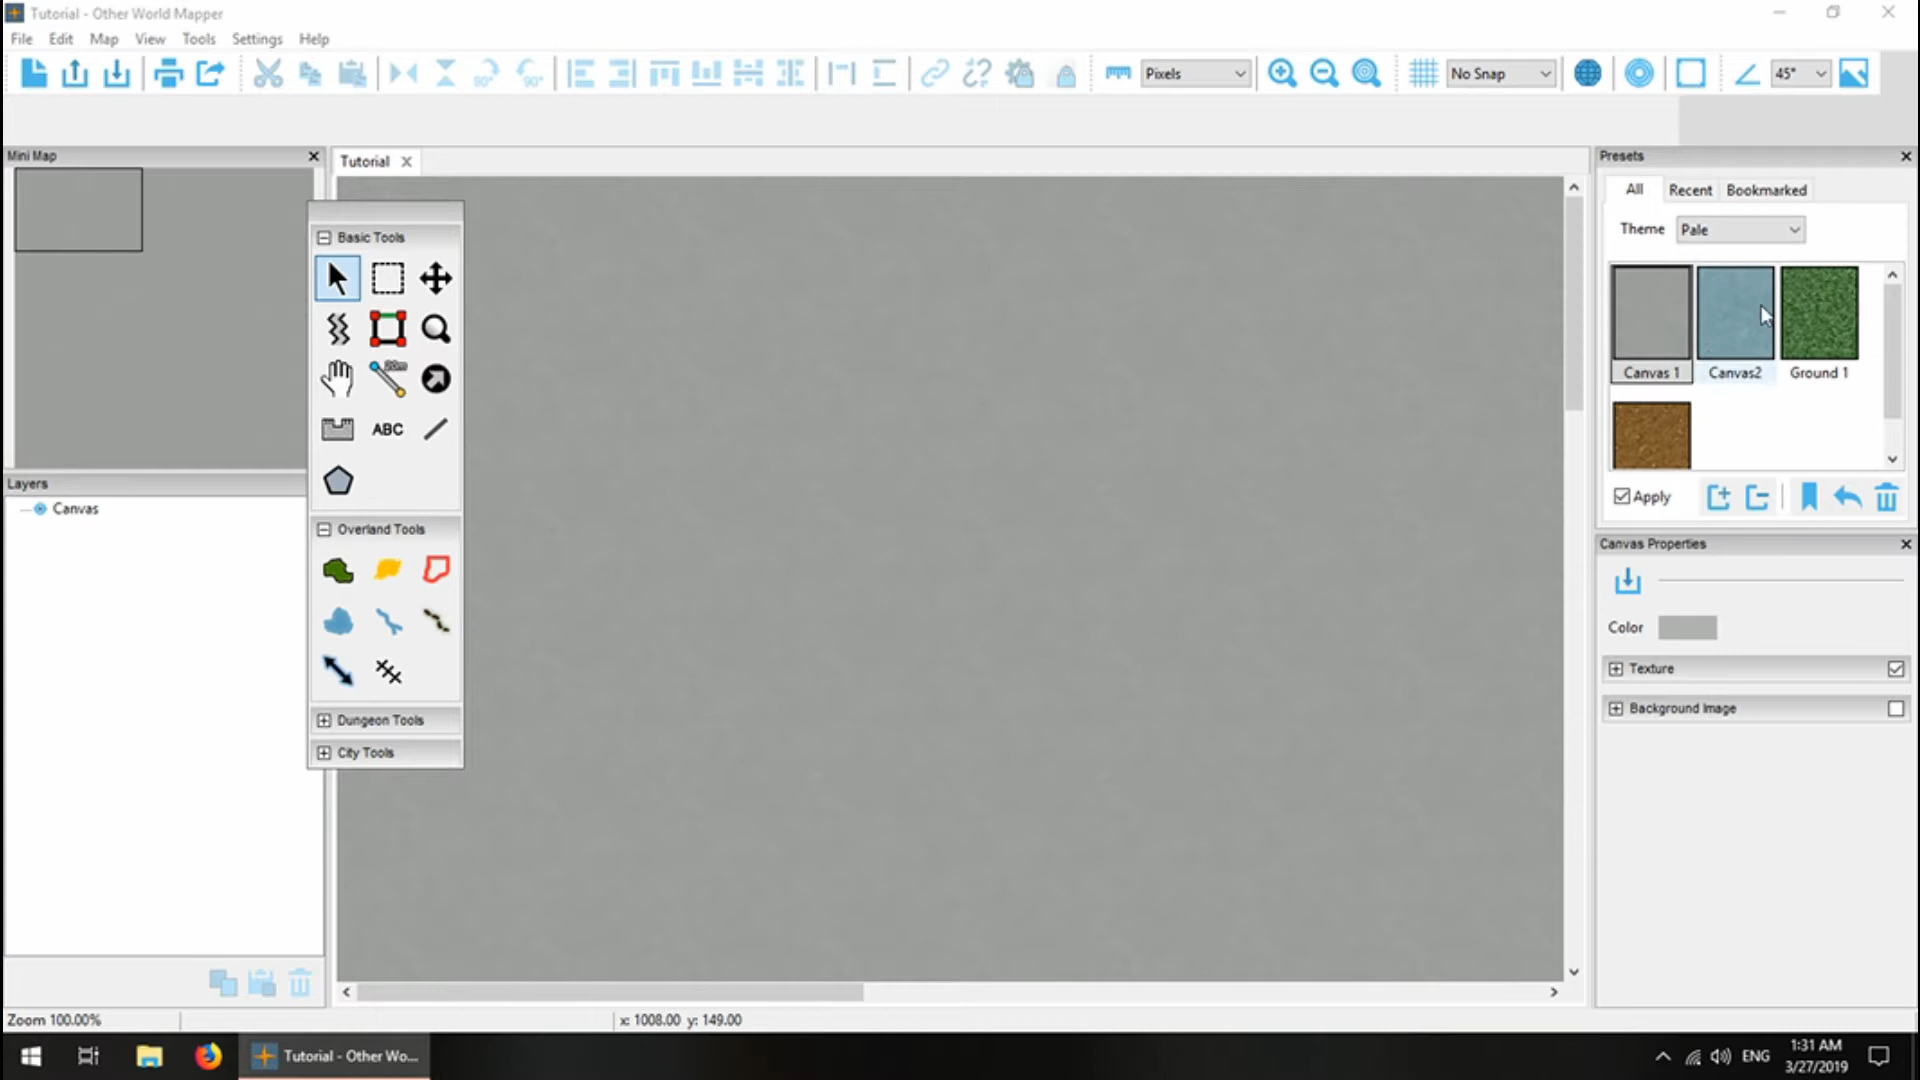 Tutorial - Other World Mapper
File Edit Map View Tools Settings Help
90° 90° Pixels No Snap 45°
Mini Map
Tutorial
Presets
All Recent Bookmarked
Theme Pale
Canvas 1 Canvas2 Ground 1
Apply
Basic Tools
20m
ABC
Overland Tools
Dungeon Tools
City Tools
Layers
Canvas
Canvas Properties
Color
Texture
Background Image
Zoom 100.00%
x: 1008.00 y: 149.00
Tutorial - Other Wo...
ENG
1:31 AM
3/27/2019